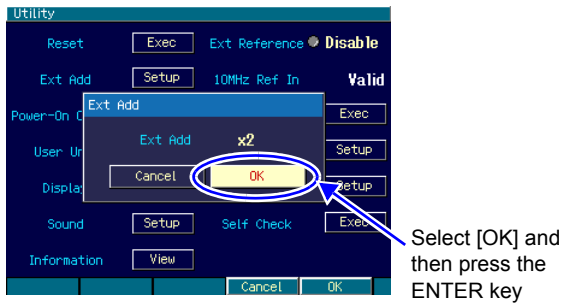 Utility
Reset Exec Ext Reference Disable
Ext Add Setup 10MHz Ref In Valid
Power-On Exec
Ext Add
Ext Add x2
User Setup
Cancel OK
Setup
Sound Setup Self Check Exec
Information View
Cancel OK
Select [OK] and
then press the
ENTER key